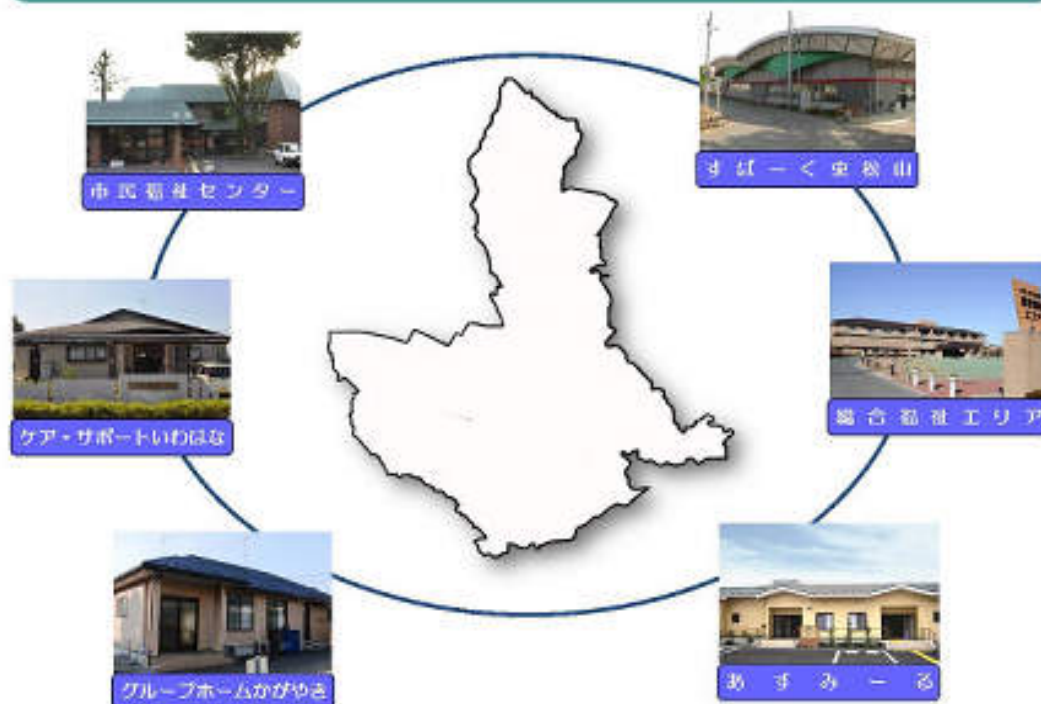 市民福祉センター
すぱーく東松山
ケア・サポートいわはな
総合福祉エリア
グループホームかがやき
あすみーる